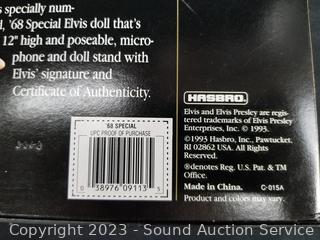 s specially num-
, '68 Special Elvis doll that's
12" high and poseable, micro-
phone and doll stand with
Elvis' signature and
Certificate of Authenticity.
'68 SPECIAL
UPC PROOF OF PURCHASE
0 38976 09113 5
HASBRO.
Elvis and Elvis Presley are regis-
tered trademarks of Elvis Presley
Enterprises, Inc. © 1993.
©1993 Hasbro, Inc., Pawtucket,
RI 02862 USA. All Rights
Reserved.
®denotes Reg. U.S. Pat. & TM
Office.
Made in China. C-015A
Product and colors may vary.
Copyright 2023 - Sound Auction Service